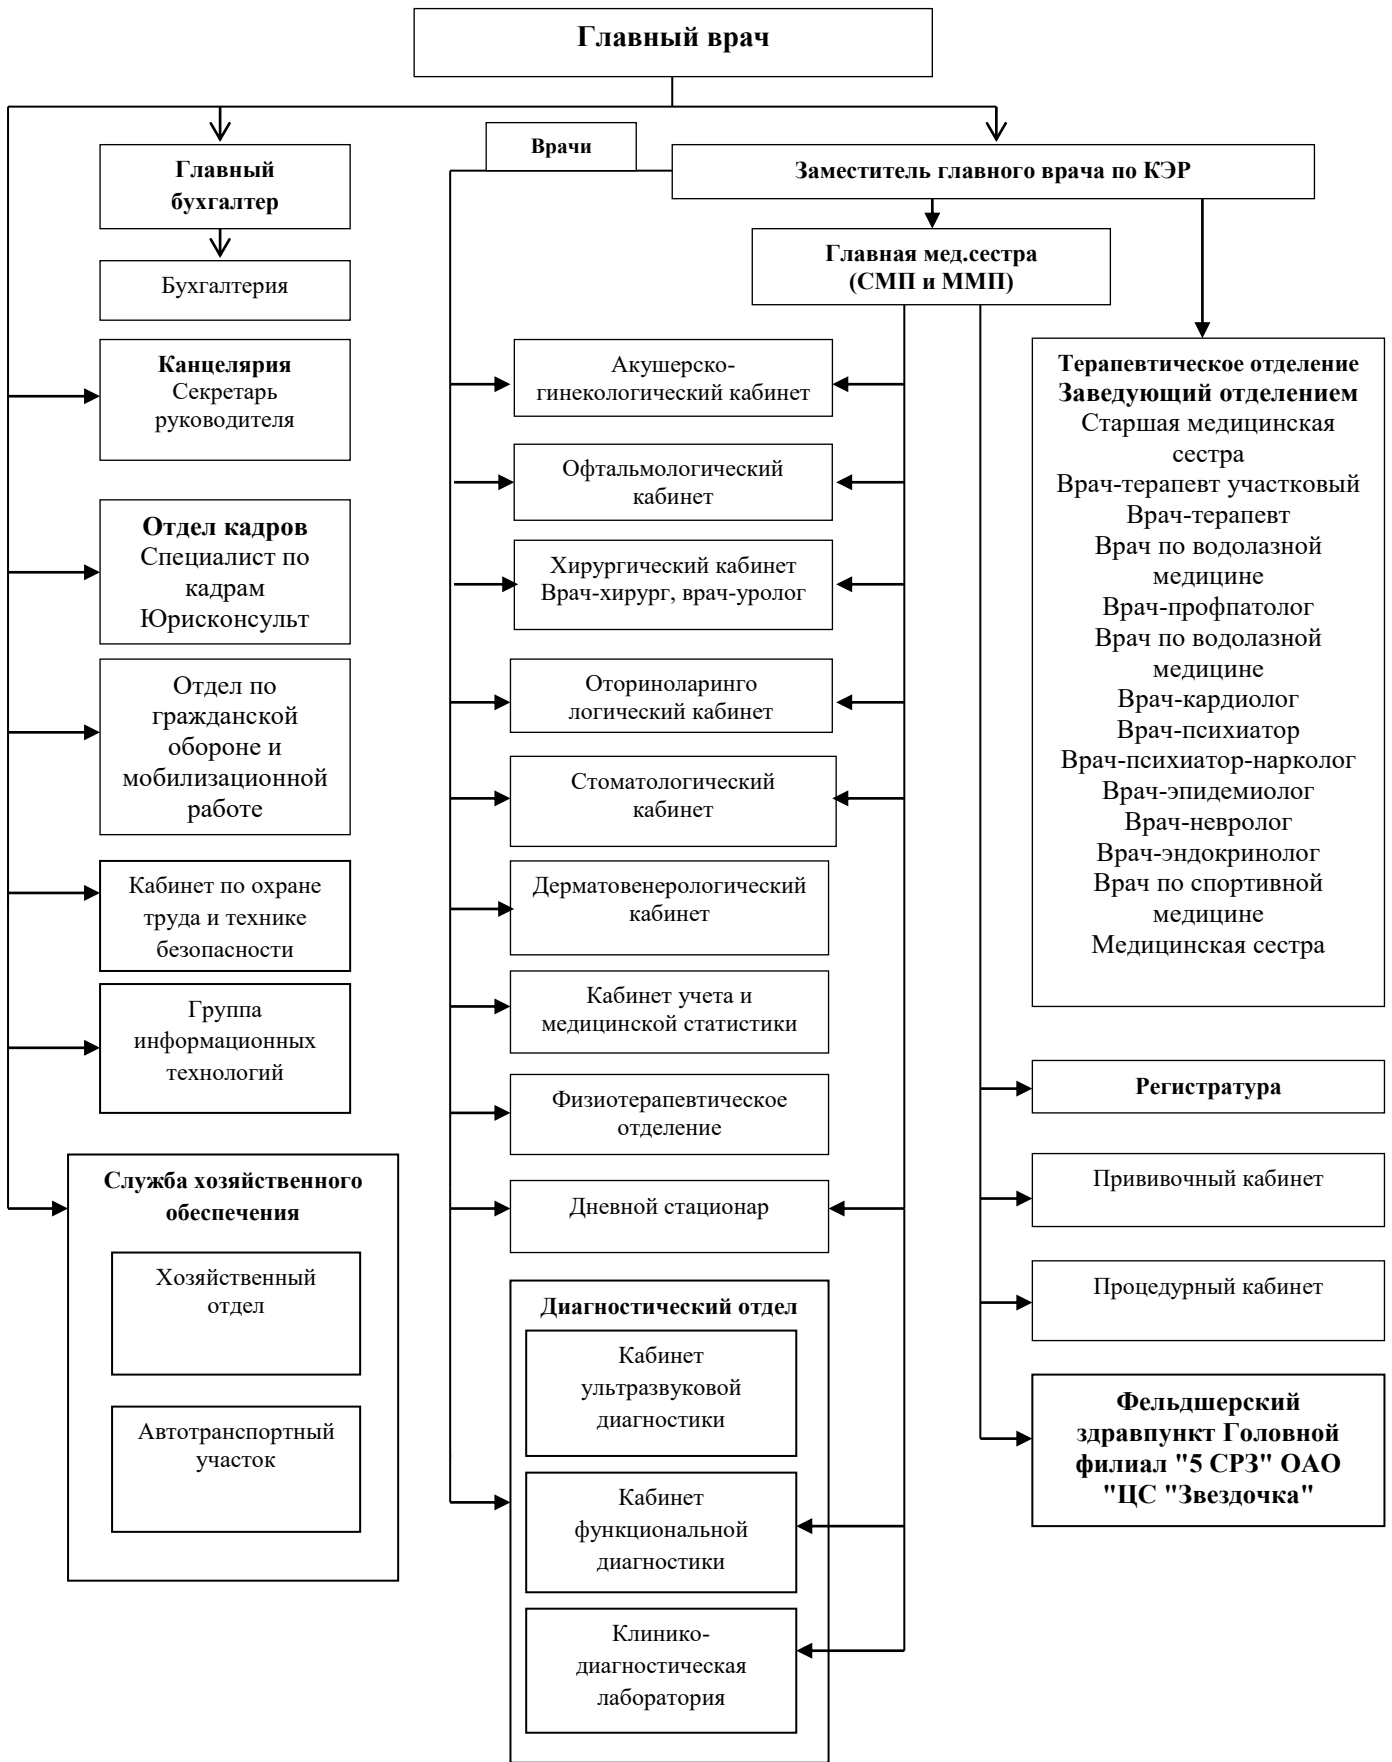 Главный врач
Главный
бухгалтер
Бухгалтерия
Канцелярия
Секретарь
руководителя
Отдел кадров
Специалист по
кадрам
Юрисконсульт
Отдел по
гражданской
обороне и
мобилизационной
работе
Кабинет по охране
труда и технике
безопасности
Группа
информационных
технологий
Служба хозяйственного
обеспечения
Хозяйственный
отдел
Автотранспортный
участок
Врачи
Заместитель главного врача по КЭР
Главная мед.сестра
(СМП и ММП)
Акушерско-
гинекологический кабинет
Офтальмологический
кабинет
Хирургический кабинет
Врач-хирург, врач-уролог
Оториноларинго
логический кабинет
Стоматологический
кабинет
Дерматовенерологический
кабинет
Кабинет учета и
медицинской статистики
Физиотерапевтическое
отделение
Дневной стационар
Диагностический отдел
Кабинет
ультразвуковой
диагностики
Кабинет
функциональной
диагностики
Клинико-
диагностическая
лаборатория
Терапевтическое отделение
Заведующий отделением
Старшая медицинская
сестра
Врач-терапевт участковый
Врач-терапевт
Врач по водолазной
медицине
Врач-профпатолог
Врач по водолазной
медицине
Врач-кардиолог
Врач-психиатор
Врач-психиатор-нарколог
Врач-эпидемиолог
Врач-невролог
Врач-эндокринолог
Врач по спортивной
медицине
Медицинская сестра
Регистратура
Прививочный кабинет
Процедурный кабинет
Фельдшерский
здравпункт Головной
филиал "5 СРЗ" ОАО
"ЦС "Звездочка"